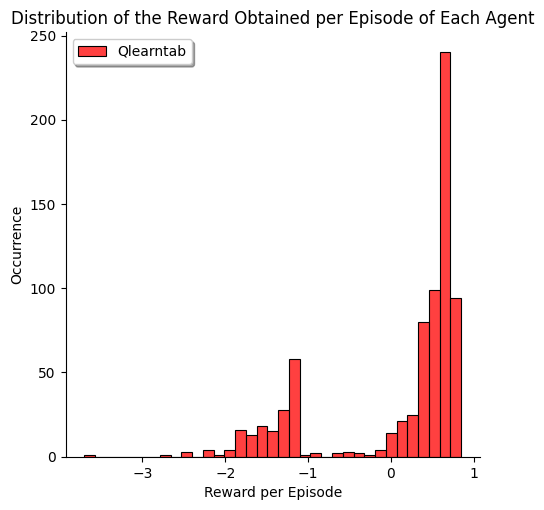 Distribution of the Reward Obtained per Episode of Each Agent
Qlearntab
250
200
150
100
50
0
Occurrence
−3
−2
−1
0
1
Reward per Episode